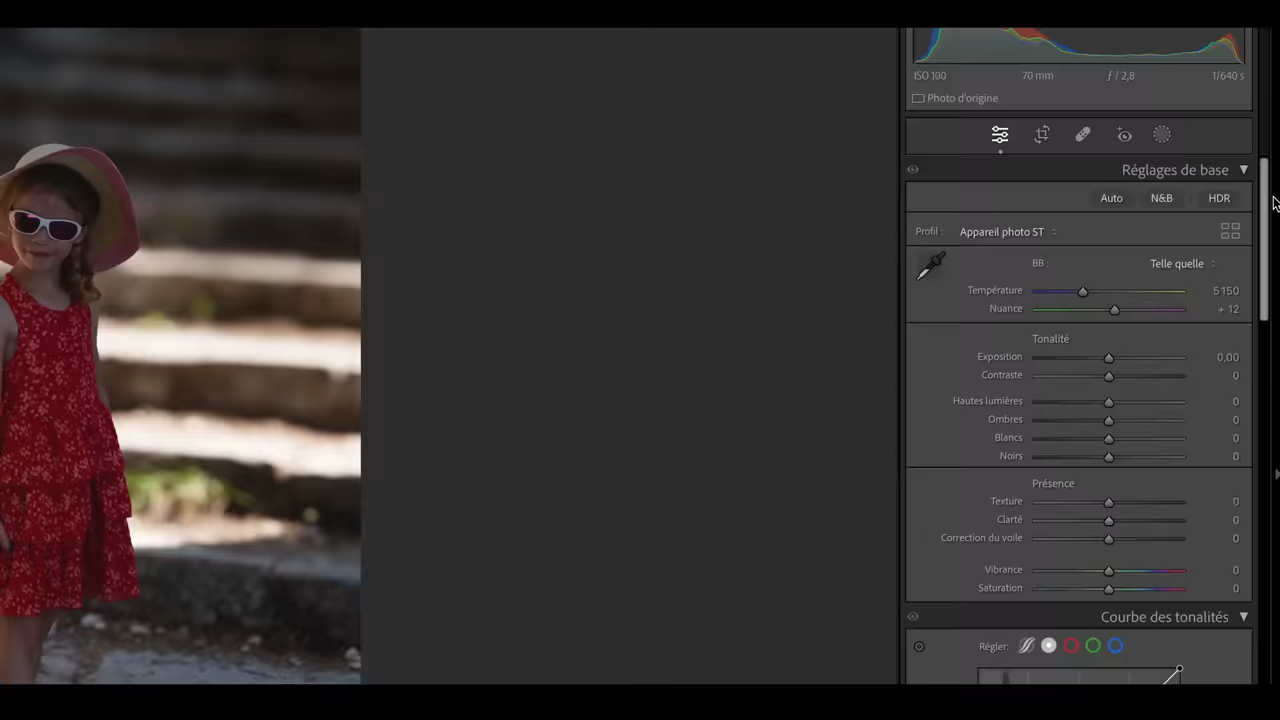 ISO 100 70 mm ƒ / 2,8 1/640 s
Photo d'origine
Réglages de base
Auto N&B HDR
Profil : Appareil photo ST
BB Telle quelle
Température 5 150
Nuance + 12
Tonalité
Exposition 0,00
Contraste 0
Hautes lumières 0
Ombres 0
Blancs 0
Noirs 0
Présence
Texture 0
Clarté 0
Correction du voile 0
Vibrance 0
Saturation 0
Courbe des tonalités
Régler :